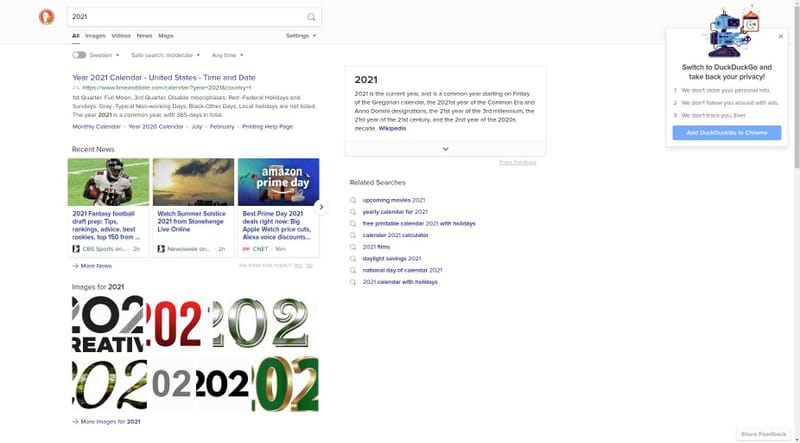 2021
All Images Videos News Maps Settings
Sweden Safe search: moderate Any time
Year 2021 Calendar - United States - Time and Date
https://www.timeanddate.com/calendar/?year=2021&country=1
1st Quarter. Full Moon. 3rd Quarter. Disable moonphases. Red -Federal Holidays and
Sundays. Gray -Typical Non-working Days. Black-Other Days. Local holidays are not listed.
The year 2021 is a common year, with 365 days in total.
Monthly Calendar Year 2020 Calendar July February Printing Help Page
Recent News
amazon
prime day
2021 Fantasy football
draft prep: Tips,
rankings, advice, best
rookies, top 150 from ...
CBS Sports on... 2h
Watch Summer Solstice
2021 from Stonehenge
Live Online
Newsweek on... 2h
Best Prime Day 2021
deals right now: Big
Apple Watch price cuts,
Alexa voice discounts...
CNET 16m
More News
Are these links helpful? Yes No
Images for 2021
202
REATIV
202
202
202
02
202
02
More Images for 2021
2021
2021 is the current year, and is a common year starting on Friday
of the Gregorian calendar, the 2021st year of the Common Era and
Anno Domini designations, the 21st year of the 3rd millennium, the
21st year of the 21st century, and the 2nd year of the 2020s
decade. Wikipedia
Share Feedback
Related Searches
upcoming movies 2021
yearly calendar for 2021
free printable calendar 2021 with holidays
calendar 2021 calculator
2021 films
daylight savings 2021
national day of calendar 2021
2021 calendar with holidays
Switch to DuckDuckGo and
take back your privacy!
1 We don't store your personal info.
2 We don't follow you around with ads.
3 We don't track you. Ever.
Add DuckDuckGo to Chrome
Share Feedback